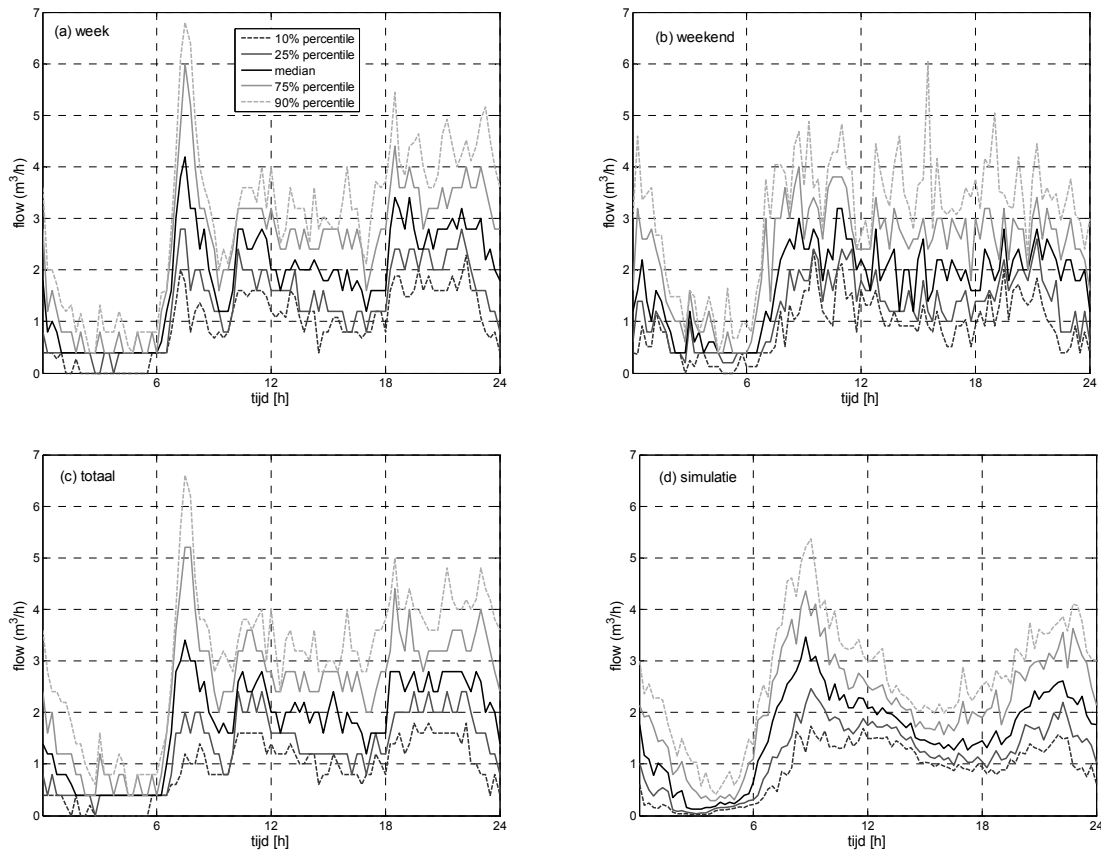 (a) week
10% percentile
25% percentile
median
75% percentile
90% percentile
flow (m³/h)
7
6
5
4
3
2
1
0
6
12
18
24
tijd [h]
(b) weekend
flow (m³/h)
7
6
5
4
3
2
1
0
6
12
18
24
tijd [h]
(c) totaal
flow (m³/h)
7
6
5
4
3
2
1
0
6
12
18
24
tijd [h]
(d) simulatie
flow (m³/h)
7
6
5
4
3
2
1
0
6
12
18
24
tijd [h]